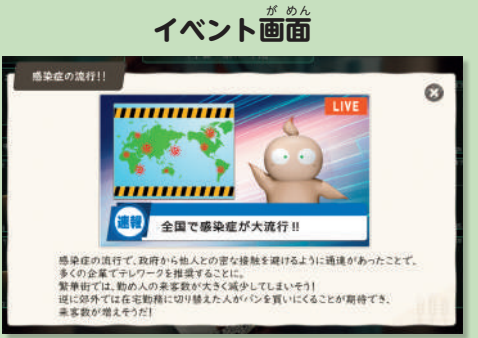 がめん
イベント画面
感染症の流行!!
LIVE
速報
全国で感染症が大流行!!
感染症の流行で、政府から他人との密な接触を避けるように通達があったことで、
多くの企業でテレワークを推奨することに。
繁華街では、勤め人の来客数が大きく減少してしまいそう!
逆に郊外では在宅勤務に切り替えた人がパンを買いにくることが期待でき、
来客数が増えそうだ!